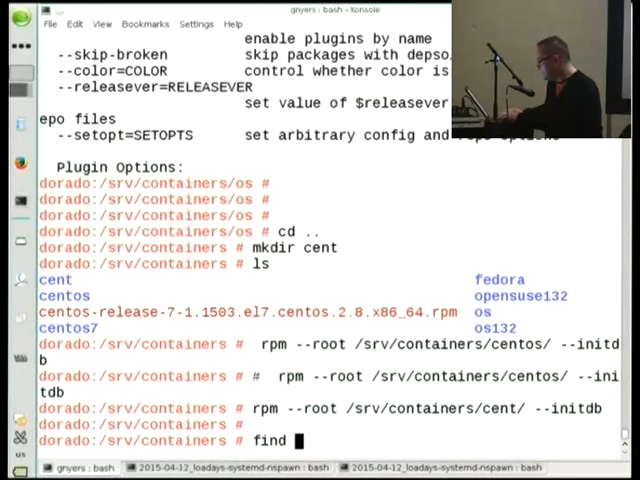 gnyers : bash – Konsole
File Edit View Bookmarks Settings Help
enable plugins by name
--skip-broken skip packages with depso
--color=COLOR control whether color is
--releasever=RELEASEVER
set value of $releasever
epo files
--setopt=SETOPTS set arbitrary config and repo options
Plugin Options:
dorado:/srv/containers/os #
dorado:/srv/containers/os #
dorado:/srv/containers/os #
dorado:/srv/containers/os # cd ..
dorado:/srv/containers # mkdir cent
dorado:/srv/containers # ls
cent fedora
centos opensuse132
centos-release-7-1.1503.el7.centos.2.8.x86_64.rpm os
centos7 os132
dorado:/srv/containers # rpm --root /srv/containers/centos/ --initd
b
dorado:/srv/containers # # rpm --root /srv/containers/centos/ --ini
tdb
dorado:/srv/containers # rpm --root /srv/containers/cent/ --initdb
dorado:/srv/containers #
dorado:/srv/containers # find
us
gnyers : bash 2015-04-12_loadays-systemd-nspawn : bash 2015-04-12_loadays-systemd-nspawn : bash